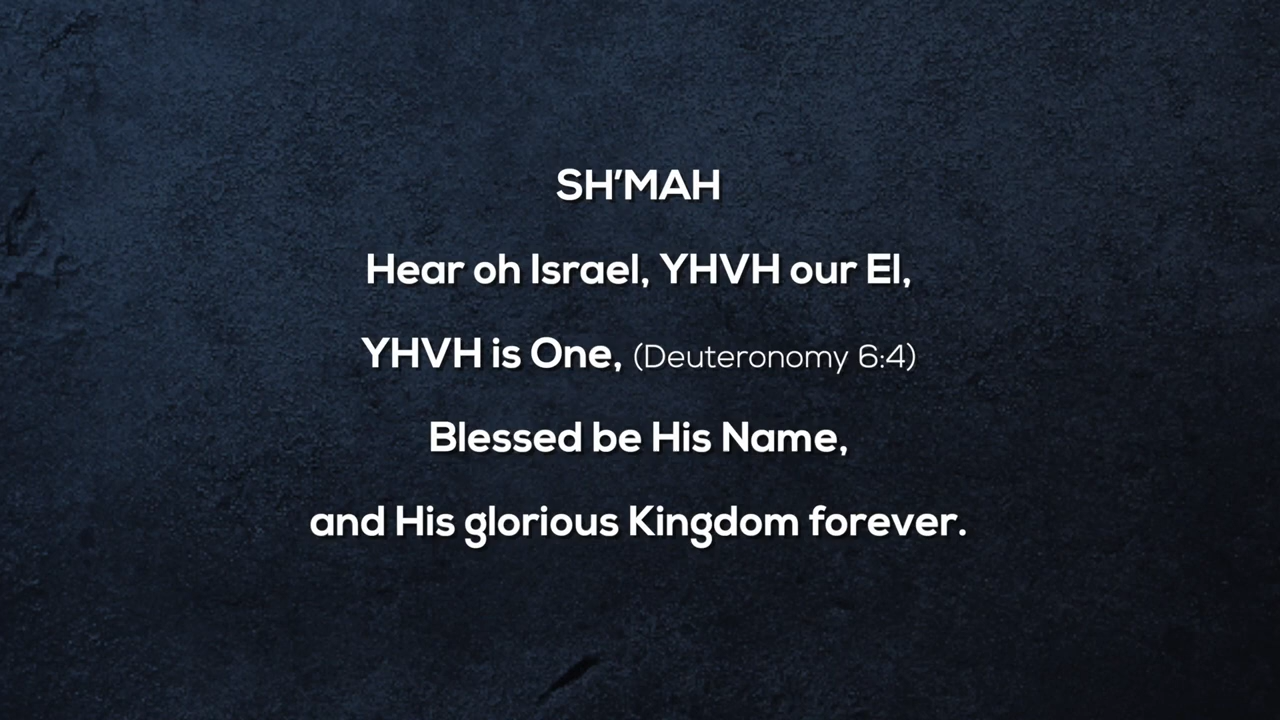 SH’MAH
Hear oh Israel, YHVH our El,
YHVH is One, (Deuteronomy 6:4)
Blessed be His Name,
and His glorious Kingdom forever.